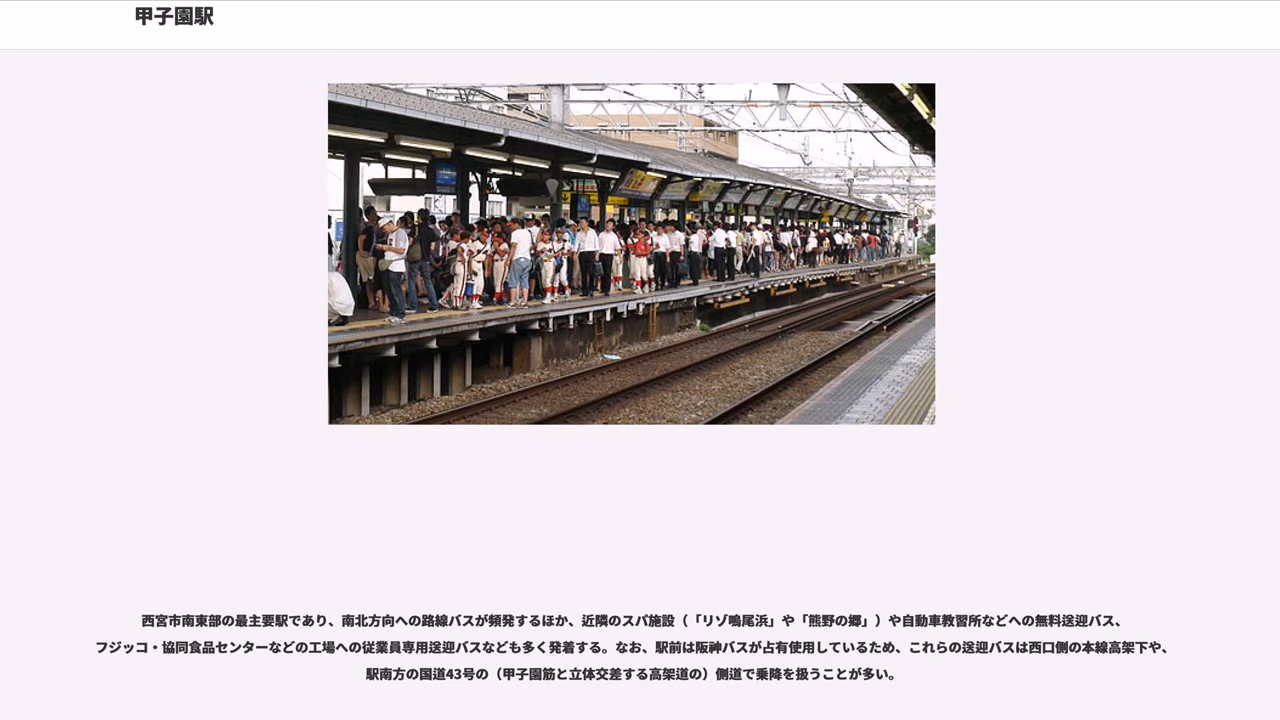 甲子園駅
西宮市南東部の最主要駅であり、南北方向への路線バスが頻発するほか、近隣のスパ施設（「リゾ鳴尾浜」や「熊野の郷」）や自動車教習所などへの無料送迎バス、
フジッコ・協同食品センターなどの工場への従業員専用送迎バスなども多く発着する。なお、駅前は阪神バスが占有使用しているため、これらの送迎バスは西口側の本線高架下や、
駅南方の国道43号の（甲子園筋と立体交差する高架道の）側道で乗降を扱うことが多い。